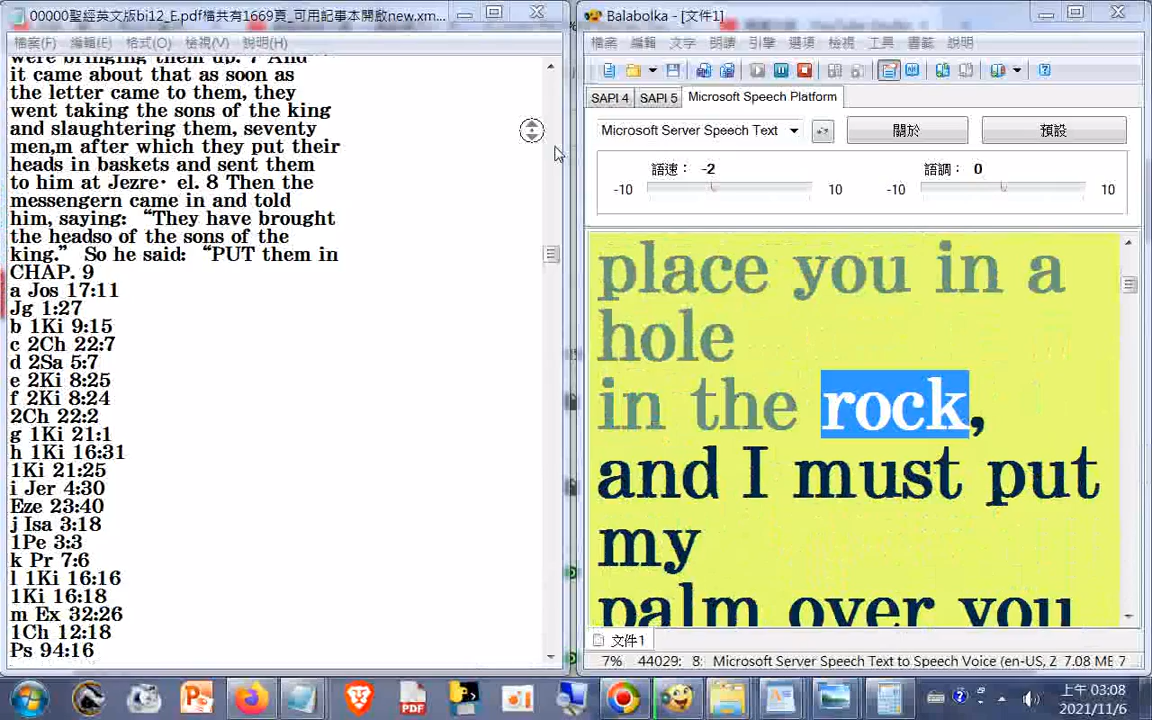 00000聖經英文版bi12_E.pdf檔共有1669頁_可用記事本開啟new.xm...
檔案(F) 編輯(E) 格式(O) 檢視(V) 說明(H)
were bringing them up. 7 And
it came about that as soon as
the letter came to them, they
went taking the sons of the king
and slaughtering them, seventy
men,m after which they put their
heads in baskets and sent them
to him at Jezre· el. 8 Then the
messengern came in and told
him, saying: “They have brought
the headso of the sons of the
king.” So he said: “PUT them in
CHAP. 9
a Jos 17:11
Jg 1:27
b 1Ki 9:15
c 2Ch 22:7
d 2Sa 5:7
e 2Ki 8:25
f 2Ki 8:24
2Ch 22:2
g 1Ki 21:1
h 1Ki 16:31
1Ki 21:25
i Jer 4:30
Eze 23:40
j Isa 3:18
1Pe 3:3
k Pr 7:6
l 1Ki 16:16
1Ki 16:18
m Ex 32:26
1Ch 12:18
Ps 94:16
Balabolka - [文件1]
檔案 編輯 文字 朗讀 引擎 選項 檢視 工具 書籤 說明
SAPI 4 SAPI 5 Microsoft Speech Platform
Microsoft Server Speech Text 關於 預設
語速： -2 語調： 0
-10 10 -10 10
place you in a
hole
in the rock,
and I must put
my
palm over you
文件1
7% 44029: 8: Microsoft Server Speech Text to Speech Voice (en-US, Z 7.08 ME 7
PDF
上午 03:08
2021/11/6